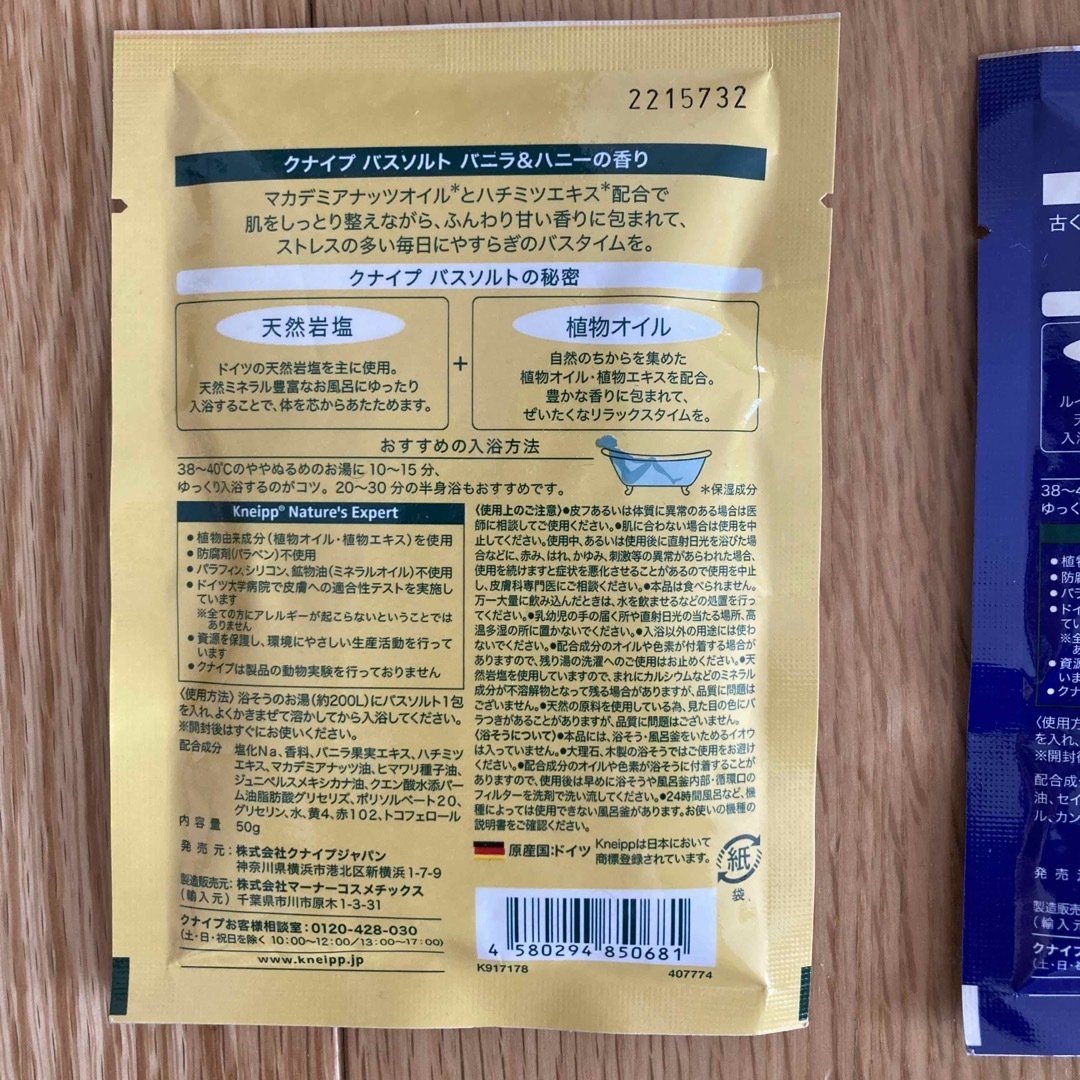 2215732
クナイプ バスソルト バニラ&ハニーの香り
マカデミアナッツオイル*とハチミツエキス*配合で
肌をしっとり整えながら、ふんわり甘い香りに包まれて、
ストレスの多い毎日にやすらぎのバスタイムを。
クナイプ バスソルトの秘密
天然岩塩
ドイツの天然岩塩を主に使用。
天然ミネラル豊富なお風呂にゆったり
入浴することで、体を芯からあたためます。
+
植物オイル
自然のちからを集めた
植物オイル・植物エキスを配合。
豊かな香りに包まれて、
ぜいたくなリラックスタイムを。
おすすめの入浴方法
38～40℃のややぬるめのお湯に10～15分、
ゆっくり入浴するのがコツ。20～30分の半身浴もおすすめです。
*保湿成分
Kneipp® Nature's Expert
●植物由来成分(植物オイル・植物エキス)を使用
●防腐剤(パラベン)不使用
●パラフィン、シリコン、鉱物油(ミネラルオイル)不使用
●ドイツ大学病院で皮膚への適合性テストを実施し
ています
※全ての方にアレルギーが起こらないということでは
ありません
●資源を保護し、環境にやさしい生産活動を行って
います
●クナイプは製品の動物実験を行っておりません
〈使用方法〉浴そうのお湯(約200L)にバスソルト1包
を入れ、よくかきまぜて溶かしてから入浴してください。
※開封後はすぐにお使いください。
配合成分 塩化Na、香料、バニラ果実エキス、ハチミツ
エキス、マカデミアナッツ油、ヒマワリ種子油、
ジュニペルスメキシカナ油、クエン酸水添パー
ム油脂肪酸グリセリズ、ポリソルベート20、
グリセリン、水、黄4、赤102、トコフェロール
内容量 50g
発売元:株式会社クナイプジャパン
神奈川県横浜市港北区新横浜1-7-9
製造販売元:株式会社マーナーコスメチックス
(輸入元) 千葉県市川市原木1-3-31
クナイプお客様相談室:0120-428-030
(土・日・祝日を除く 10:00～12:00/13:00～17:00)
www.kneipp.jp
〈使用上のご注意〉●皮フあるいは体質に異常のある場合は医
師に相談してご使用ください。●肌に合わない場合は使用を中
止してください。使用中、あるいは使用後に直射日光を浴びた場
合などに、赤み、はれ、かゆみ、刺激等の異常があらわれた場合、
使用を続けますと症状を悪化させることがあるので使用を中止
し、皮膚科専門医にご相談ください。●本品は食べられません。
万一大量に飲み込んだときは、水を飲ませるなどの処置を行っ
てください。●乳幼児の手の届く所や直射日光の当たる場所、高
温多湿の所に置かないでください。●入浴以外の用途には使わ
ないでください。●配合成分のオイルや色素が付着する場合が
ありますので、残り湯の洗濯へのご使用はお止めください。●天
然岩塩を使用していますので、まれにカルシウムなどのミネラル
成分が不溶解物となって残る場合がありますが、品質に問題は
ございません。●天然の原料を使用している為、見た目の色にバ
ラつきがあることがありますが、品質に問題はございません。
〈浴そうについて〉●本品には、浴そう・風呂釜をいためるイオウ
は入っていません。●大理石、木製の浴そうではご使用をお避け
ください。●配合成分のオイルや色素が浴そうに付着することが
ありますので、使用後は早めに浴そうや風呂釜内部・循環口の
フィルターを洗剤で洗い流してください。●24時間風呂など、機
種によっては使用できない風呂釜があります。お使いの機種の
説明書をご確認ください。
原産国:ドイツ
Kneippは日本において
商標登録されています。
紙
袋
4 580294 850681
K917178
407774
古く
ルイ
天
入浴
38～4
ゆっく
●植物
●防腐
●パラ
●ドイ
てい
※全
あ
●資源
いま
●クナ
〈使用方
を入れ、
※開封後
配合成
油、セイ
ル、カン
発売元
製造販売
(輸入元
クナイプ
(土・日・祝